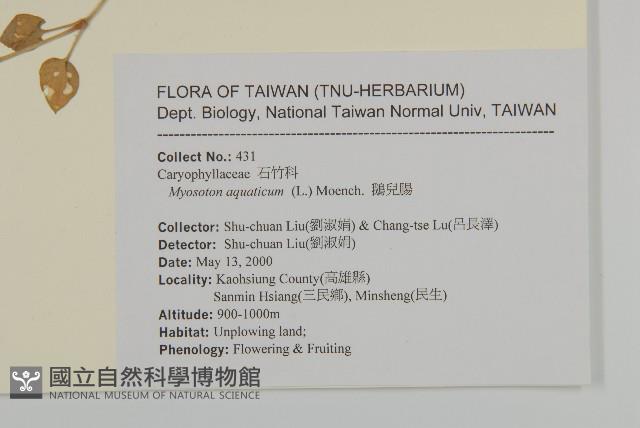 FLORA OF TAIWAN (TNU-HERBARIUM)
Dept. Biology, National Taiwan Normal Univ, TAIWAN
Collect No.: 431
Caryophyllaceae 石竹科
Myosoton aquaticum (L.) Moench. 鵝兒腸
Collector: Shu-chuan Liu(劉淑娟) & Chang-tse Lu(呂長澤)
Detector: Shu-chuan Liu(劉淑娟)
Date: May 13, 2000
Locality: Kaohsiung County(高雄縣)
Sanmin Hsiang(三民鄉), Minsheng(民生)
Altitude: 900-1000m
Habitat: Unplowing land;
Phenology: Flowering & Fruiting
國立自然科學博物館
NATIONAL MUSEUM OF NATURAL SCIENCE